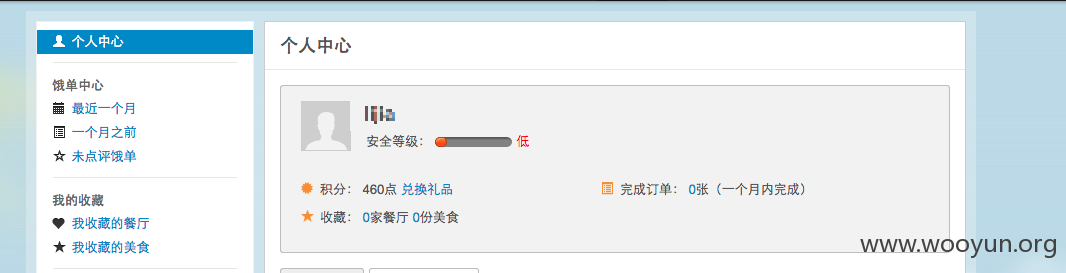 个人中心
饿单中心
最近一个月
一个月之前
未点评饿单
我的收藏
我收藏的餐厅
我收藏的美食
个人中心
安全等级： 低
积分： 460点 兑换礼品
完成订单： 0张（一个月内完成）
收藏： 0家餐厅 0份美食
www.wooyun.org